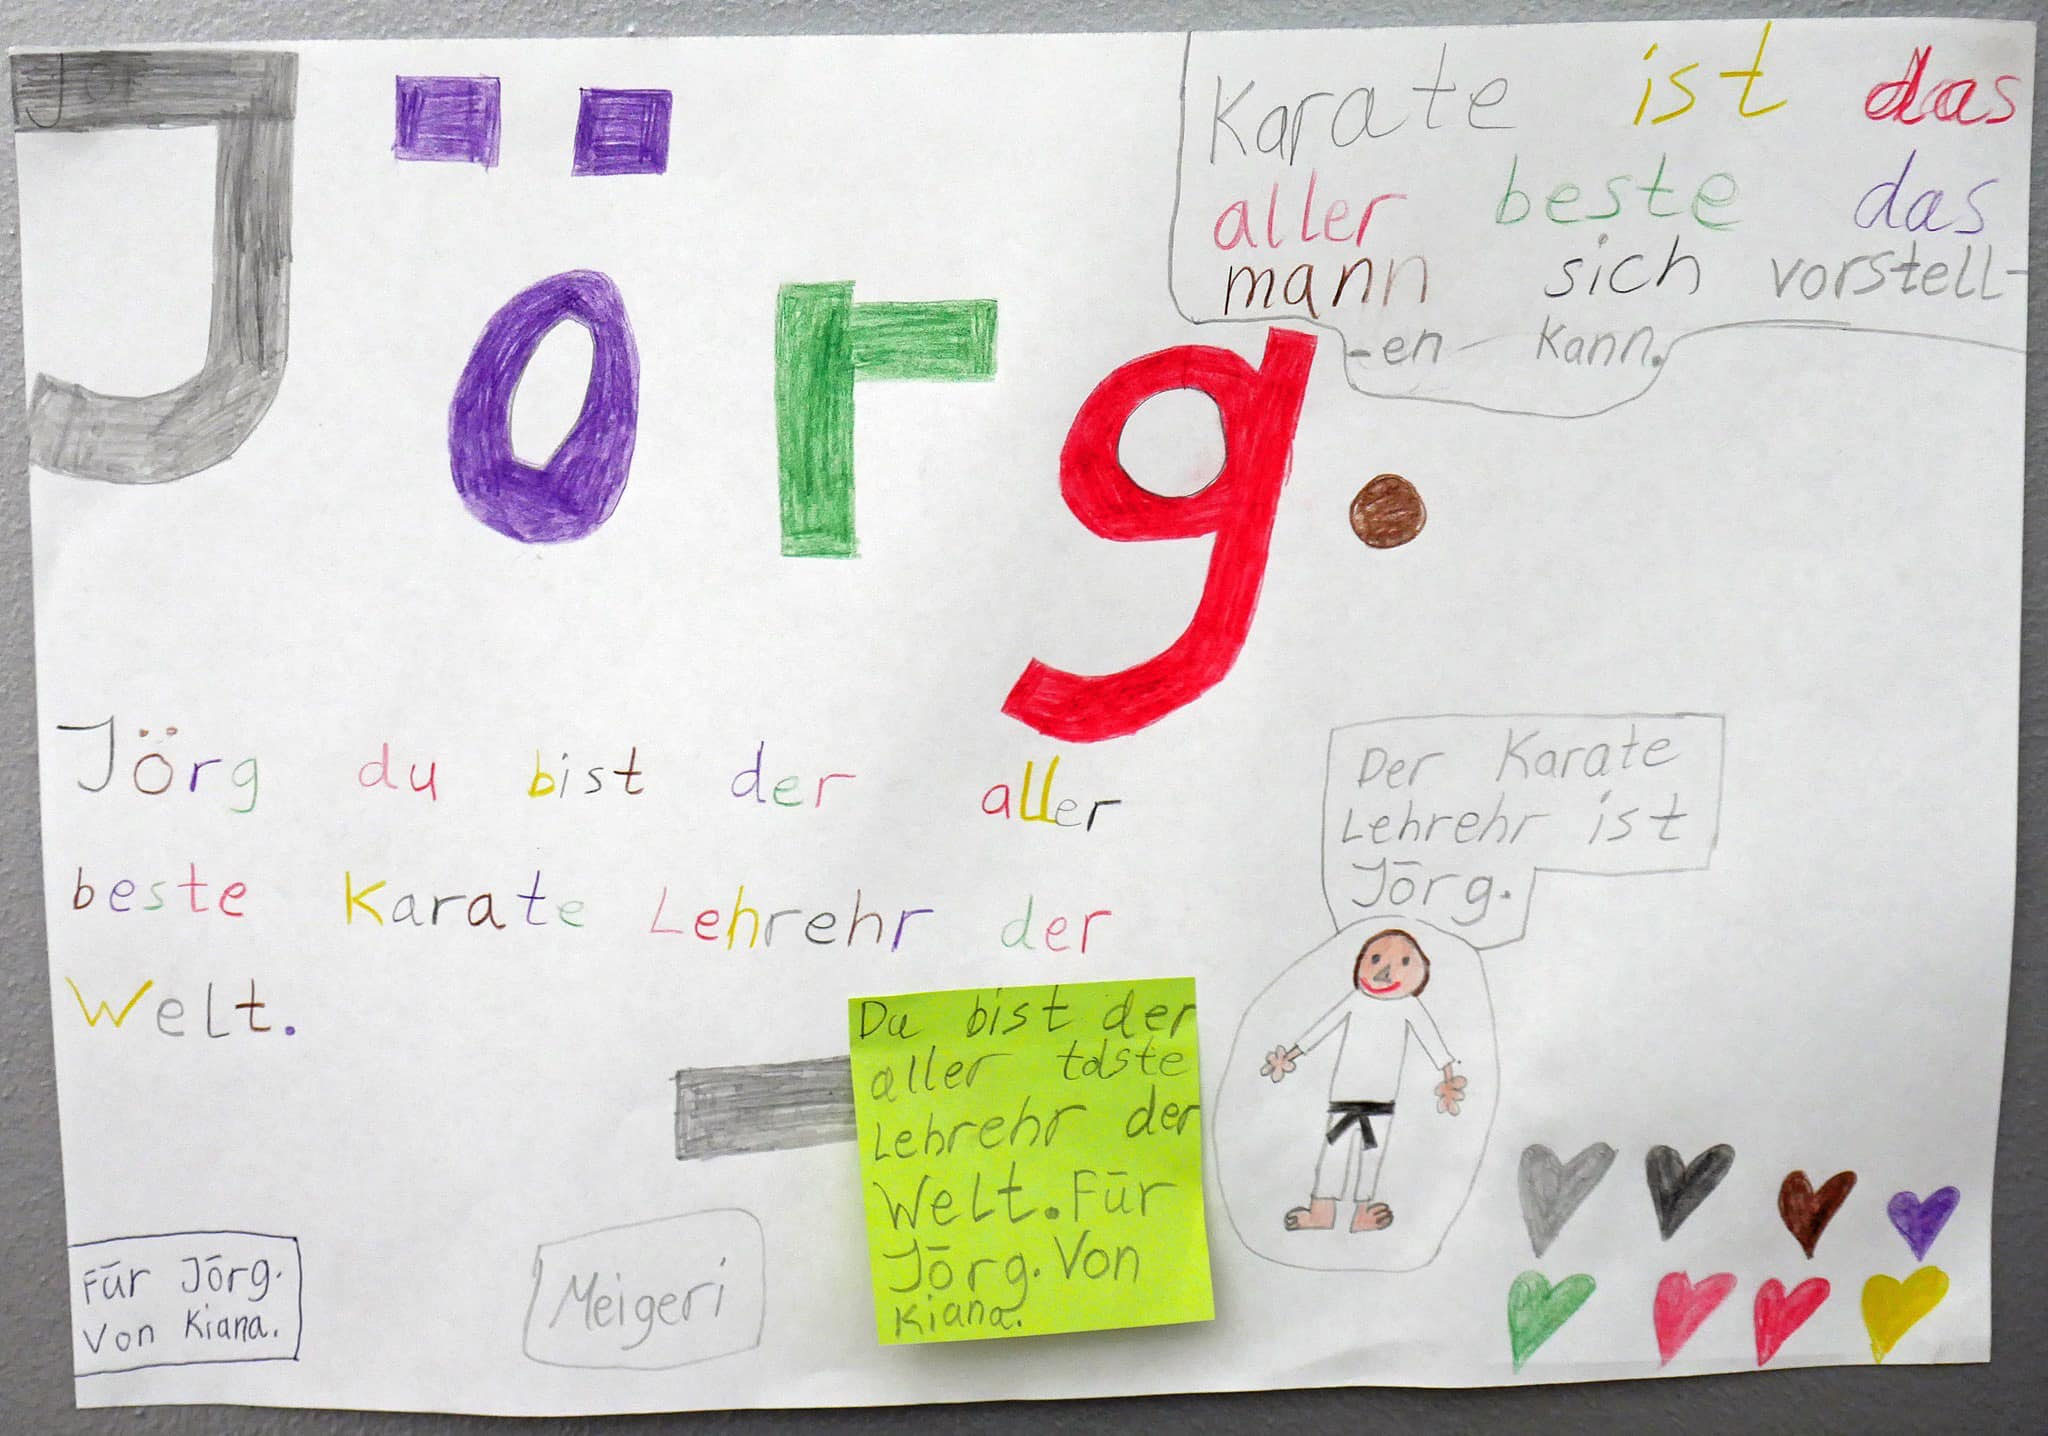 Jörg.
Karate ist das
aller beste das
mann sich vorstell-
-en kann.
Jörg du bist der aller
beste Karate Lehrehr der
Welt.
Der Karate
Lehrehr ist
Jörg.
Du bist der
aller tolste
Lehrehr der
Welt. Für
Jörg. Von
Kiana.
Für Jörg.
Von Kiana.
Meigeri